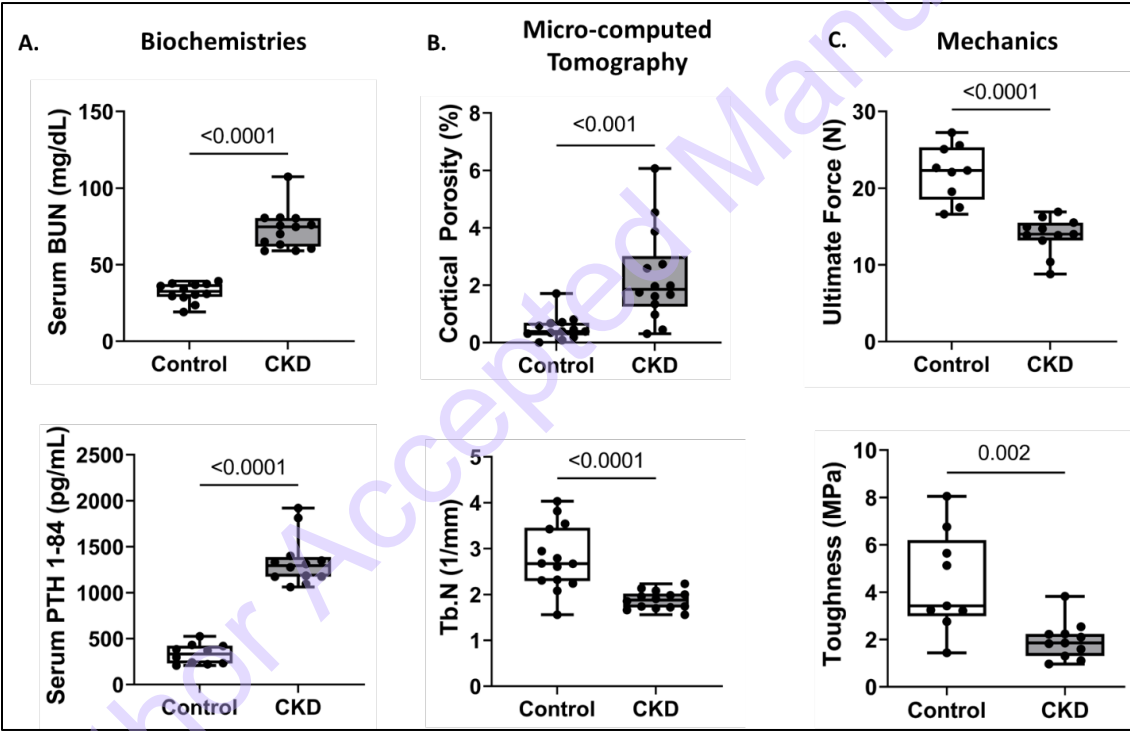 A.
Biochemistries
B.
Micro-computed
Tomography
C.
Mechanics
Serum BUN (mg/dL)
150
100
50
0
<0.0001
Control CKD
Cortical Porosity (%)
8
6
4
2
0
<0.001
Control CKD
Ultimate Force (N)
30
20
10
0
<0.0001
Control CKD
Serum PTH 1-84 (pg/mL)
2500
2000
1500
1000
500
0
<0.0001
Control CKD
Tb.N (1/mm)
5
4
3
2
1
0
<0.0001
Control CKD
Toughness (MPa)
10
8
6
4
2
0
0.002
Control CKD
hor Accepted Manu